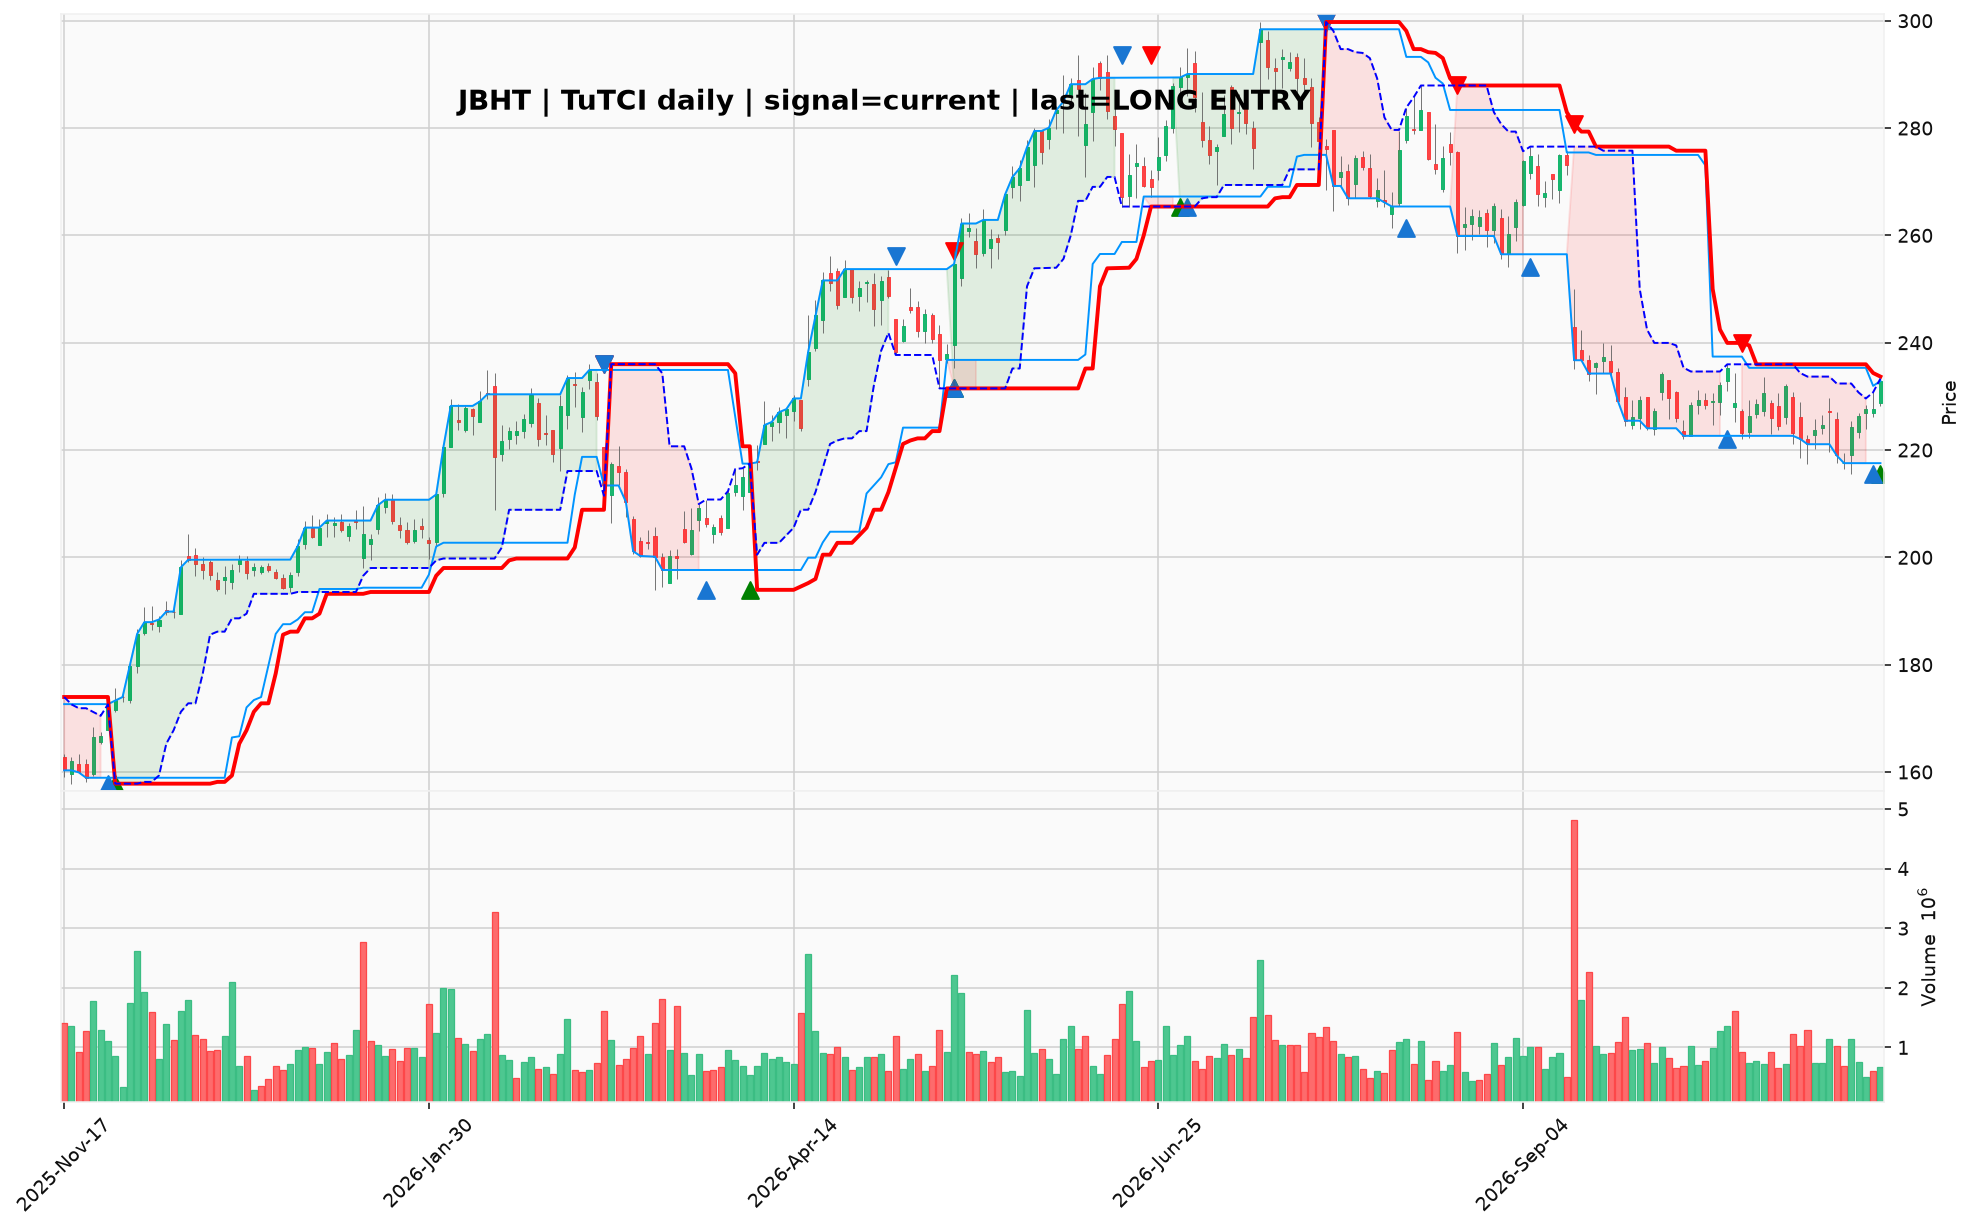 JBHT | TuTCI daily | signal=current | last=LONG ENTRY
300
280
260
240
220
200
180
160
Price
5
4
3
2
1
Volume 10^6
2025-Nov-17
2026-Jan-30
2026-Apr-14
2026-Jun-25
2026-Sep-04